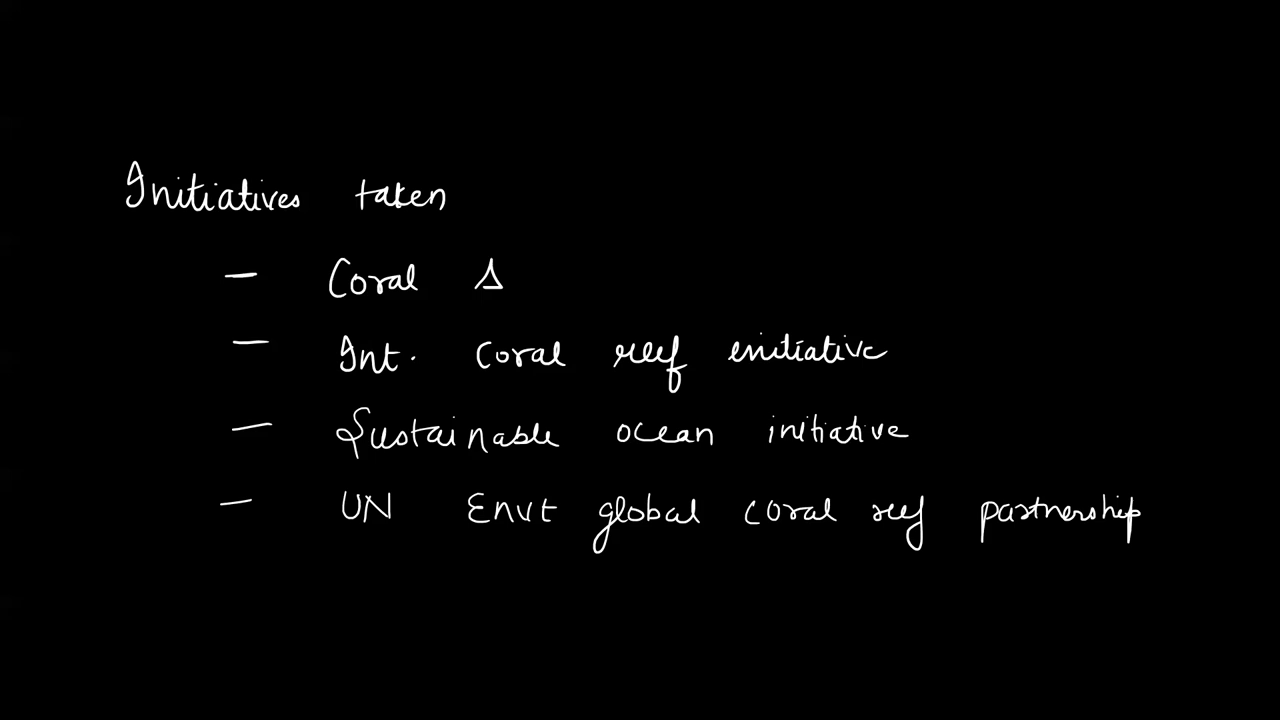 Initiatives taken
- Coral Δ
- Int. Coral reef initiative
- Sustainable ocean initiative
- UN Envt global coral reef partnership